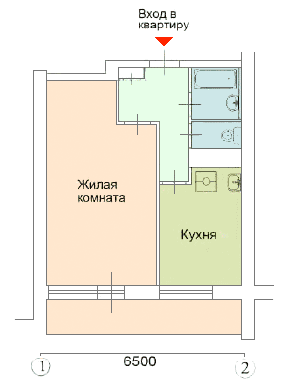 Вход в
квартиру
Жилая
комната
Кухня
6500
1
2